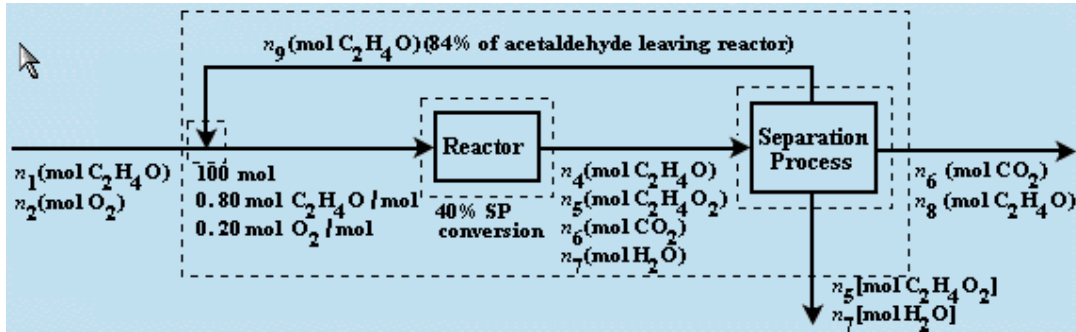 n₉(mol C₂H₄O)(84% of acetaldehyde leaving reactor)
n₁(mol C₂H₄O)
n₂(mol O₂)
100 mol
0.80 mol C₂H₄O/mol
0.20 mol O₂/mol
Reactor
40% SP
conversion
n₄(mol C₂H₄O)
n₅(mol C₂H₄O₂)
n₆(mol CO₂)
n₇(mol H₂O)
Separation
Process
n₆ (mol CO₂)
n₈ (mol C₂H₄O)
n₅[mol C₂H₄O₂]
n₇[mol H₂O]